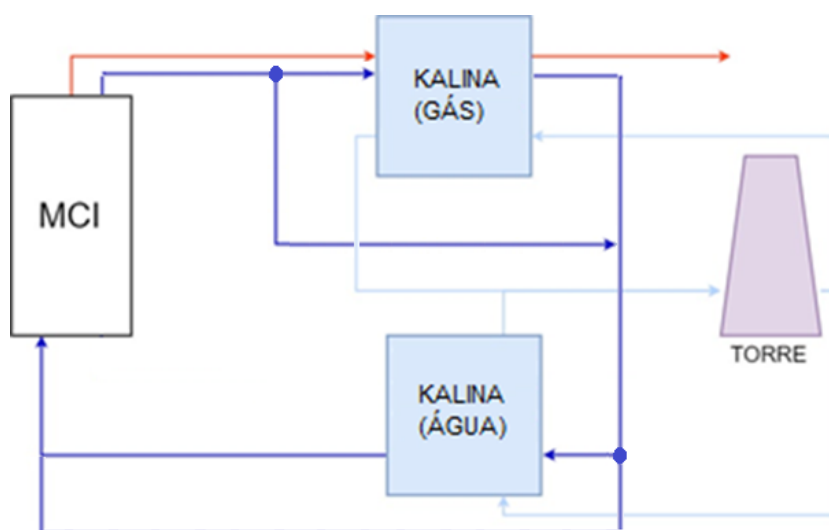 KALINA
(GÁS)
MCI
TORRE
KALINA
(ÁGUA)